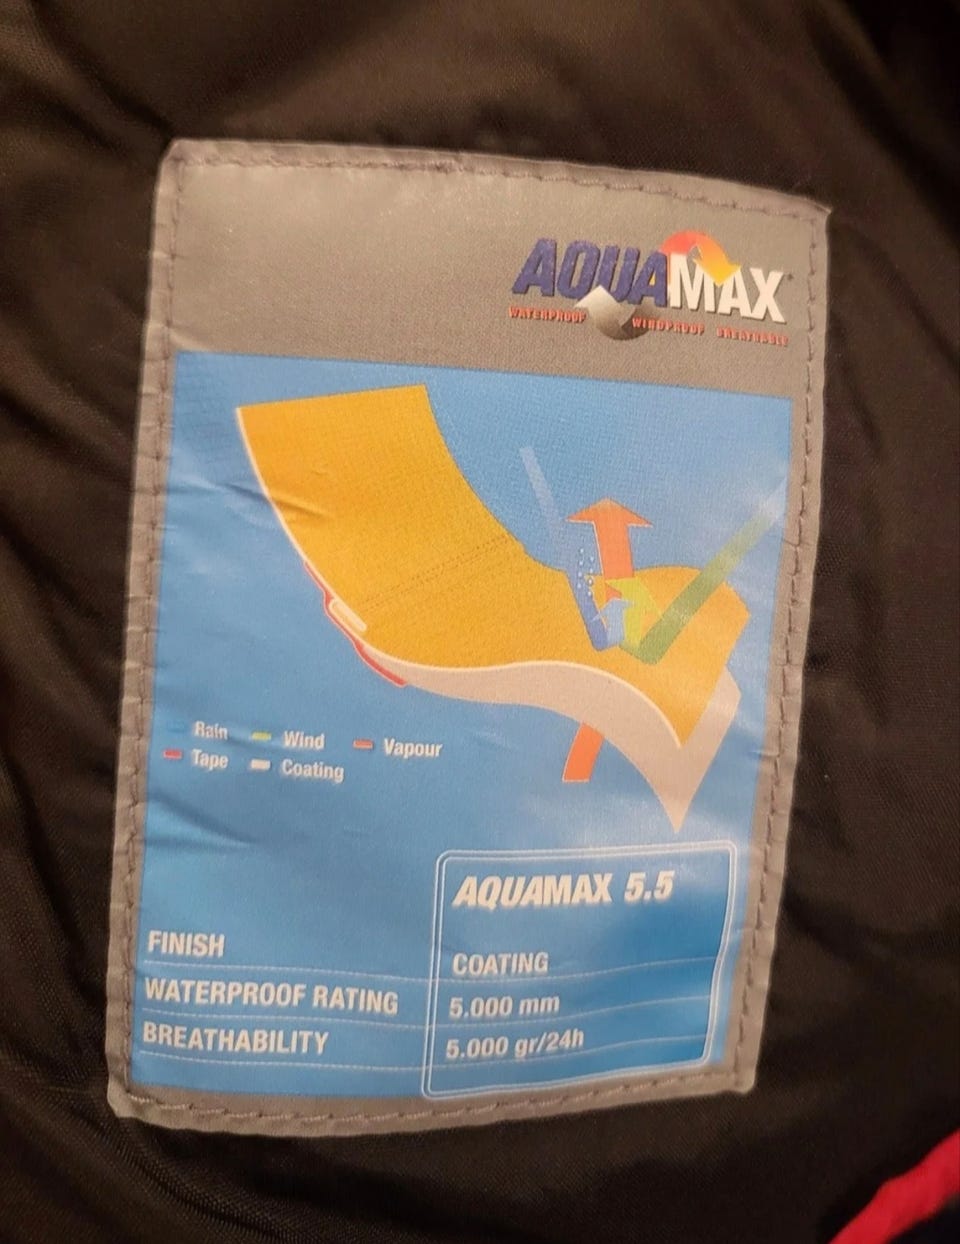 AQUAMAX
WATERPROOF WINDPROOF BREATHABLE
Rain Wind Vapour
Tape Coating
AQUAMAX 5.5
FINISH COATING
WATERPROOF RATING 5.000 mm
BREATHABILITY 5.000 gr/24h